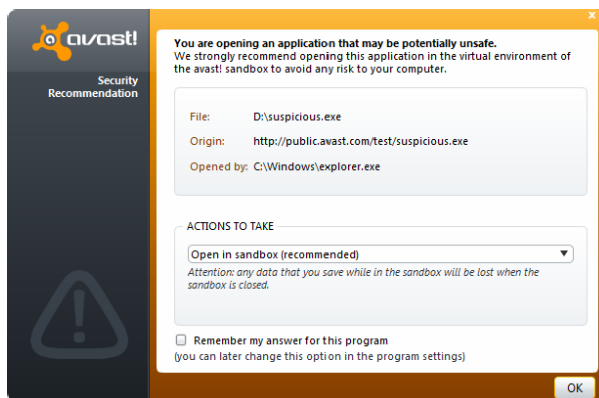 avast!
Security
Recommendation
x
You are opening an application that may be potentially unsafe.
We strongly recommend opening this application in the virtual environment of
the avast! sandbox to avoid any risk to your computer.
File: D:\suspicious.exe
Origin: http://public.avast.com/test/suspicious.exe
Opened by: C:\Windows\explorer.exe
ACTIONS TO TAKE
Open in sandbox (recommended)
Attention: any data that you save while in the sandbox will be lost when the
sandbox is closed.
Remember my answer for this program
(you can later change this option in the program settings)
OK